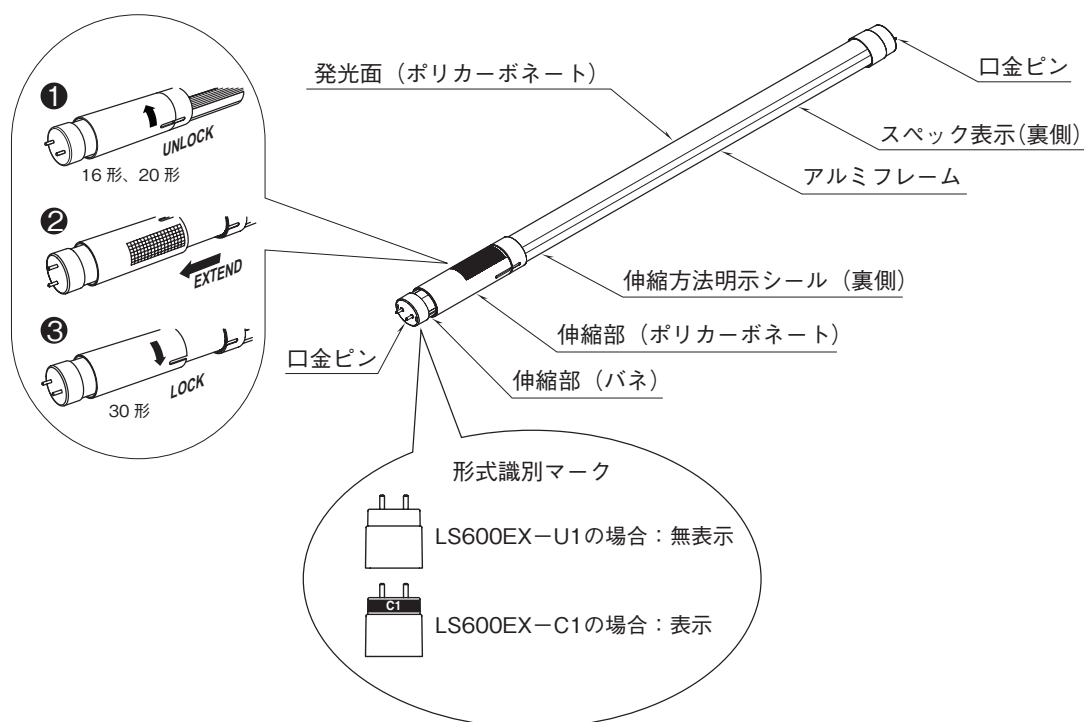 ❶
UNLOCK
16 形、20 形
❷
EXTEND
❸
LOCK
30 形
発光面（ポリカーボネート）
口金ピン
スペック表示(裏側)
アルミフレーム
伸縮方法明示シール（裏側）
伸縮部（ポリカーボネート）
伸縮部（バネ）
口金ピン
形式識別マーク
LS600EX－U1の場合：無表示
C1
LS600EX－C1の場合：表示